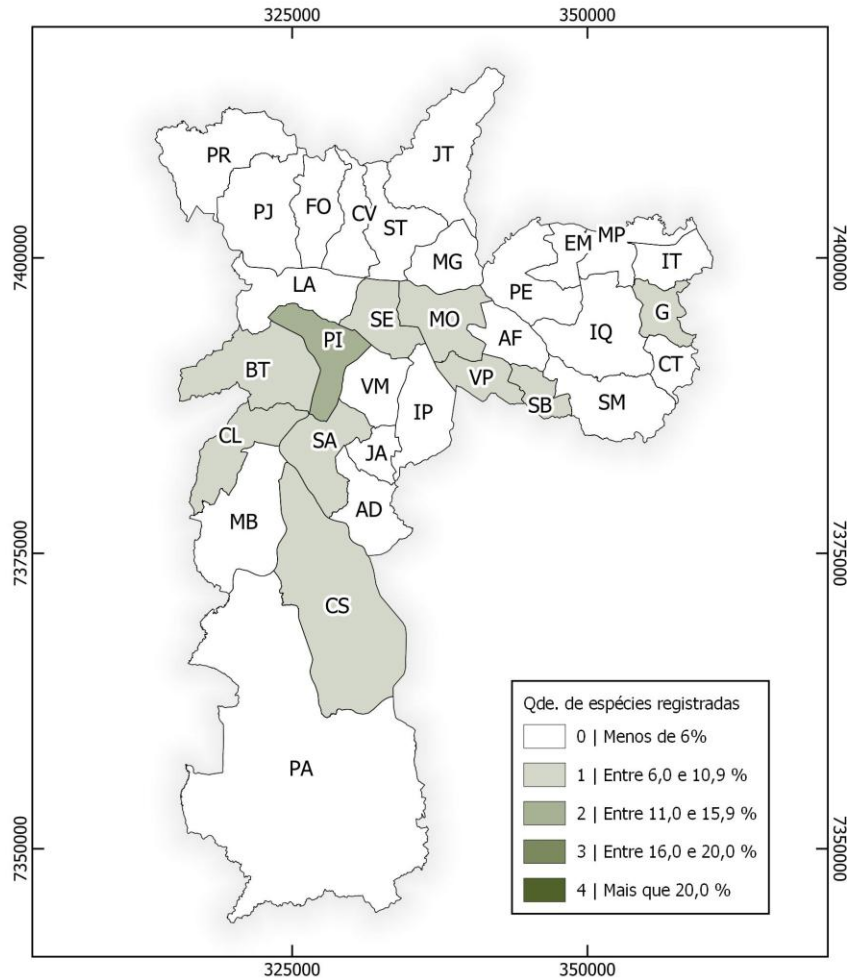 325000 350000
JT
PR
PJ FO CV ST
MG
EM MP
IT
7400000 7400000
LA
PE
SE MO G
PI AF IQ
BT VM VP CT
SB SM
IP
CL SA
JA
MB AD
7375000 7375000
CS
PA
Qde. de espécies registradas
0 | Menos de 6%
1 | Entre 6,0 e 10,9 %
2 | Entre 11,0 e 15,9 %
3 | Entre 16,0 e 20,0 %
4 | Mais que 20,0 %
7350000 7350000
325000 350000